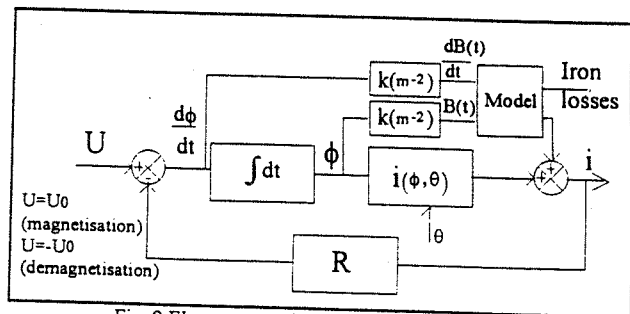 dB(t)
dt
k(m-2)
Iron
losses
dϕ
dt
k(m-2)
B(t)
Model
U
∫dt
ϕ
i(ϕ,θ)
i
U=U0
(magnetisation)
U=-U0
(demagnetisation)
θ
R